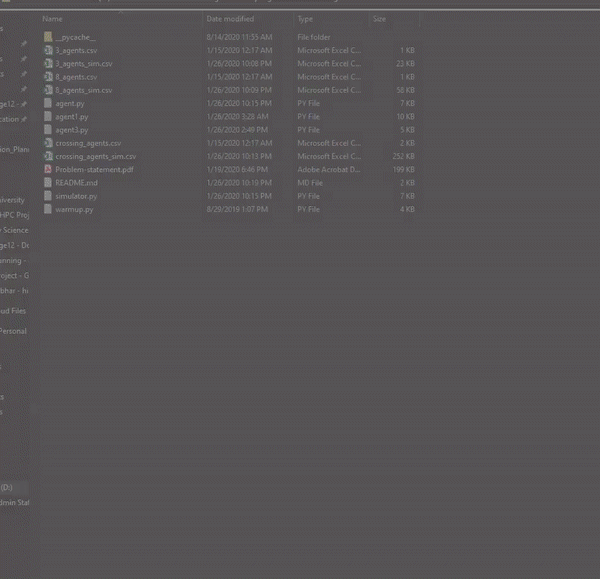 Name Date modified Type Size
__pycache__ 8/14/2020 11:35 AM File folder
3_agents.csv 1/15/2020 12:17 AM Microsoft Excel C... 1 KB
3_agents_sim.csv 1/28/2020 10:08 PM Microsoft Excel C... 23 KB
8_agents.csv 1/15/2020 12:17 AM Microsoft Excel C... 1 KB
8_agents_sim.csv 1/26/2020 10:09 PM Microsoft Excel C... 58 KB
agent.py 1/28/2020 10:15 PM PY File 7 KB
agent1.py 1/28/2020 3:28 AM PY File 10 KB
agent3.py 1/28/2020 2:49 PM PY File 5 KB
crossing_agents.csv 1/15/2020 12:17 AM Microsoft Excel C... 2 KB
crossing_agents_sim.csv 1/26/2020 10:13 PM Microsoft Excel C... 252 KB
Problem-statement.pdf 1/19/2020 6:46 PM Adobe Acrobat D... 199 KB
README.md 1/28/2020 10:19 PM MD File 2 KB
simulator.py 1/26/2020 10:15 PM PY File 7 KB
warmup.py 8/29/2019 1:07 PM PY File 4 KB
ge12 -
cation
on_Plan
iversity
HPC Proj
Science
ge12 - Do
nning -
oject - G
bhar - h
ud Files
Personal
(D:)
dmin Stal